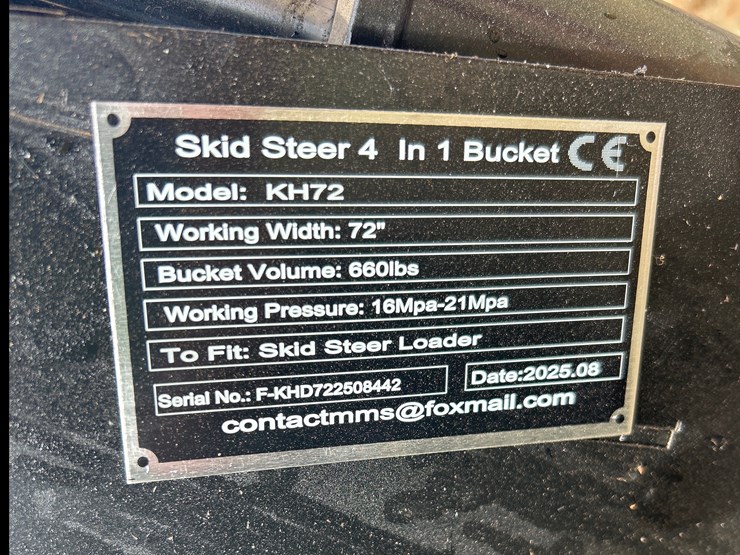 Skid Steer 4 In 1 Bucket CE
Model: KH72
Working Width: 72"
Bucket Volume: 660lbs
Working Pressure: 16Mpa-21Mpa
To Fit: Skid Steer Loader
Serial No.: F-KHD722508442 Date:2025.08
contactmms@foxmail.com